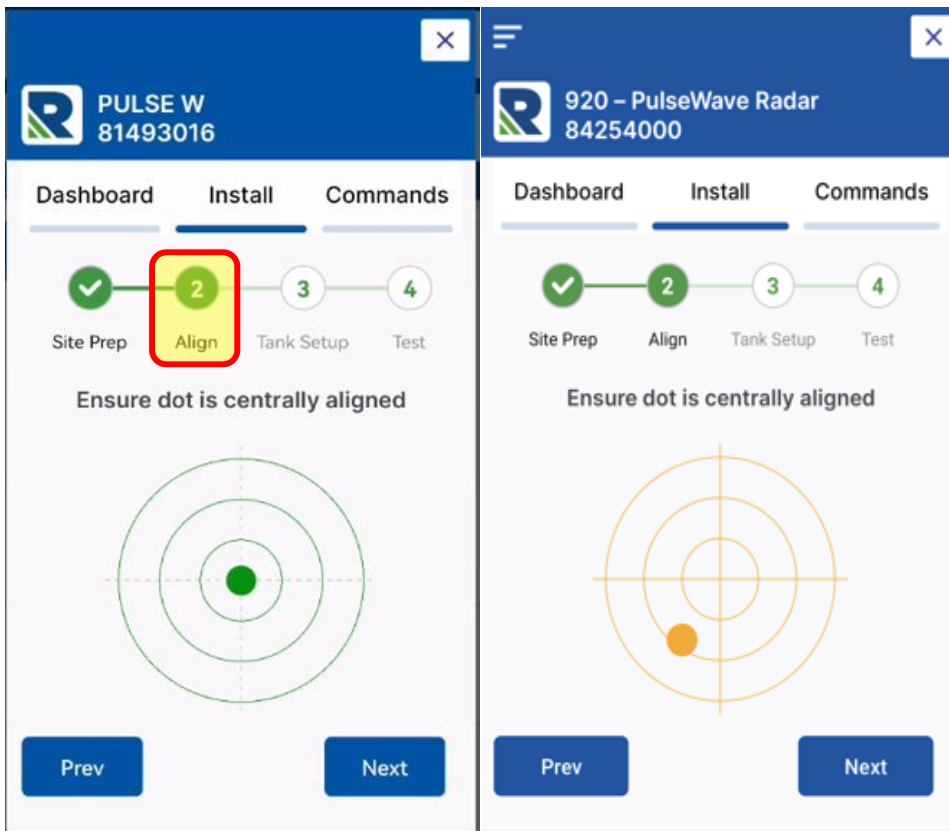 PULSE W
81493016
Dashboard Install Commands
2 3 4
Site Prep Align Tank Setup Test
Ensure dot is centrally aligned
Prev Next
920 – PulseWave Radar
84254000
Dashboard Install Commands
2 3 4
Site Prep Align Tank Setup Test
Ensure dot is centrally aligned
Prev Next